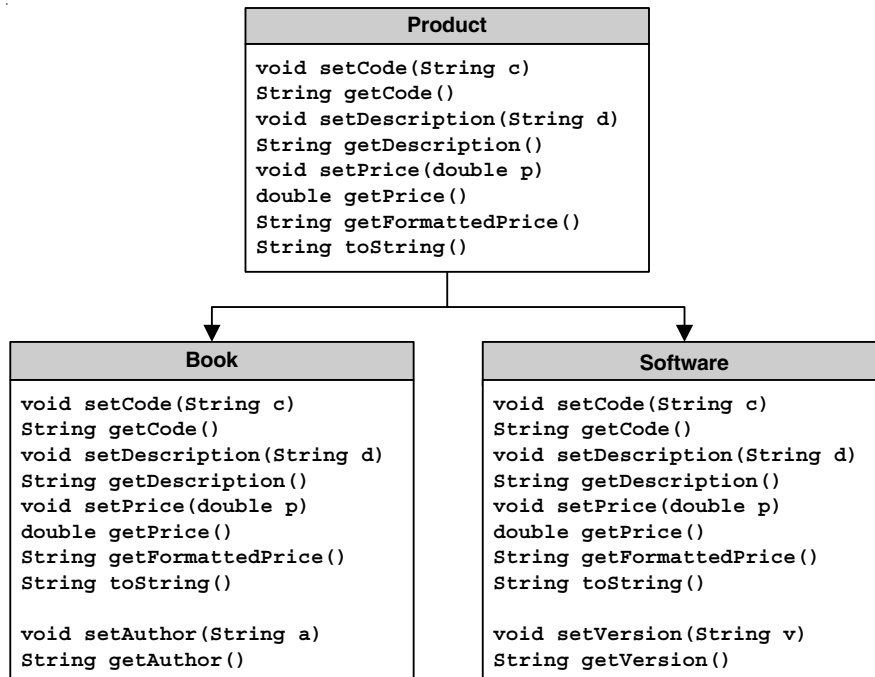 Product
void setCode(String c)
String getCode()
void setDescription(String d)
String getDescription()
void setPrice(double p)
double getPrice()
String getFormattedPrice()
String toString()
Book
void setCode(String c)
String getCode()
void setDescription(String d)
String getDescription()
void setPrice(double p)
double getPrice()
String getFormattedPrice()
String toString()
void setAuthor(String a)
String getAuthor()
Software
void setCode(String c)
String getCode()
void setDescription(String d)
String getDescription()
void setPrice(double p)
double getPrice()
String getFormattedPrice()
String toString()
void setVersion(String v)
String getVersion()